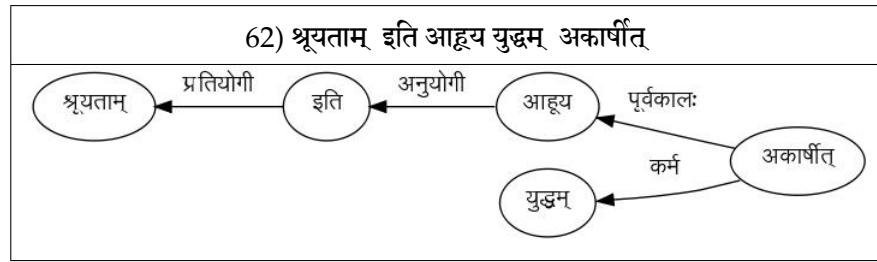 62) श्रूयताम् इति आहूय युद्धम् अकार्षीत्
प्रतियोगी अनुयोगी पूर्वकालः
श्रूयताम् इति आहूय
अकार्षीत्
कर्म
युद्धम्